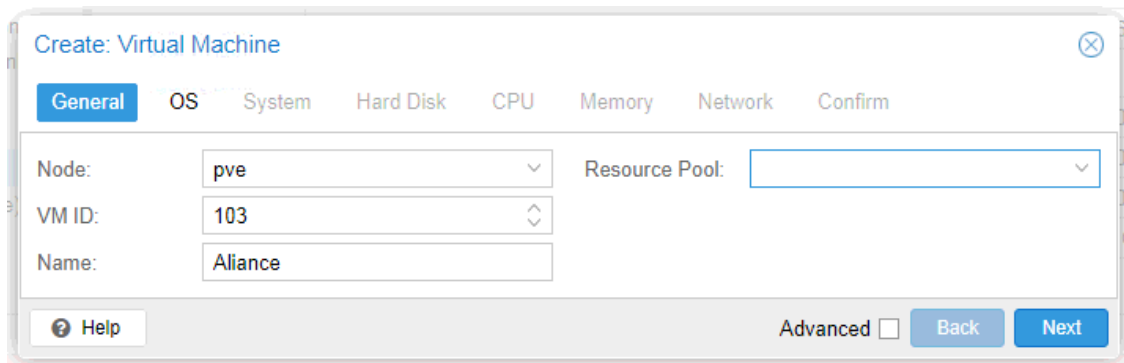 Create: Virtual Machine
General OS System Hard Disk CPU Memory Network Confirm
Node: pve Resource Pool:
VM ID: 103
Name: Aliance
Help Advanced Back Next